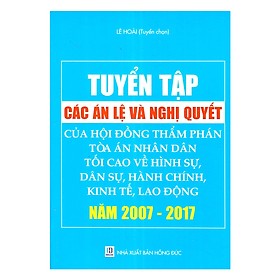 LÊ HOÀI (Tuyển chọn)
TUYỂN TẬP
CÁC ÁN LỆ VÀ NGHỊ QUYẾT
CỦA HỘI ĐỒNG THẨM PHÁN
TÒA ÁN NHÂN DÂN
TỐI CAO VỀ HÌNH SỰ,
DÂN SỰ, HÀNH CHÍNH,
KINH TẾ, LAO ĐỘNG
NĂM 2007 - 2017
NHÀ XUẤT BẢN HỒNG ĐỨC